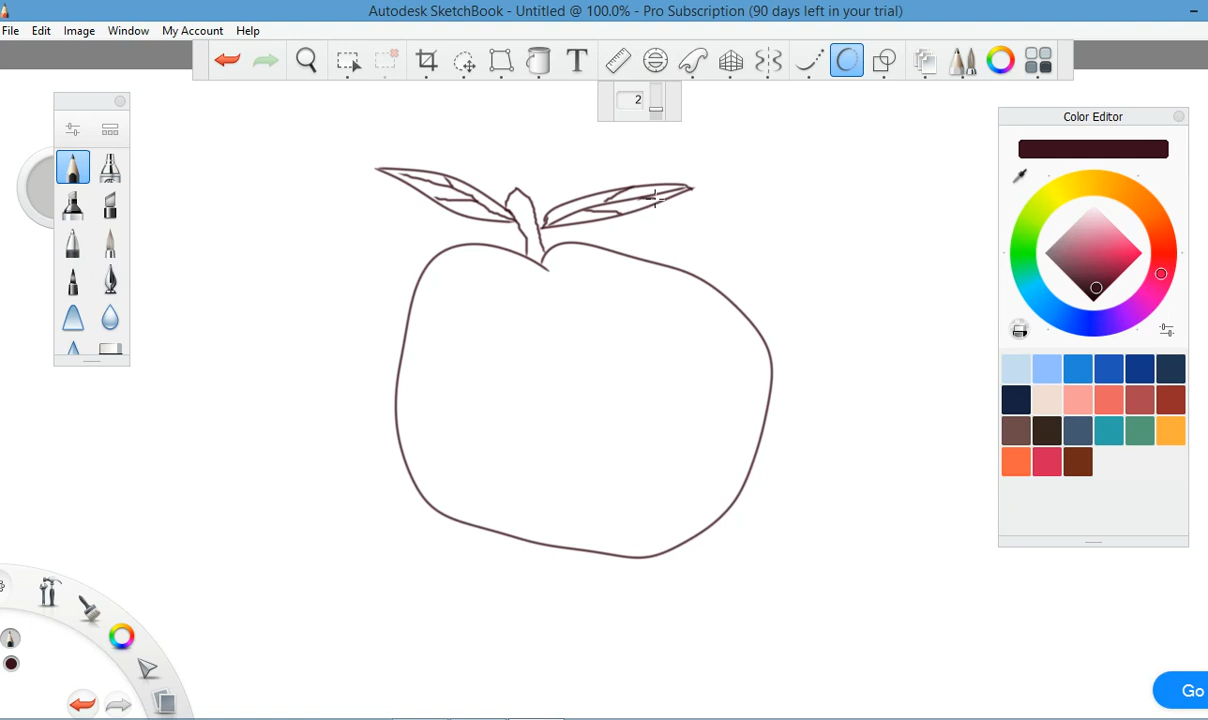 Autodesk SketchBook - Untitled @ 100.0% - Pro Subscription (90 days left in your trial)
File Edit Image Window My Account Help
T
2
Color Editor
Go